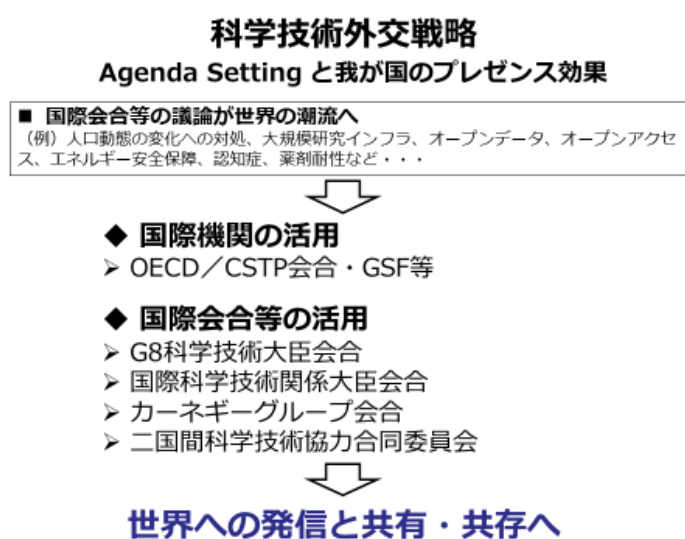 科学技術外交戦略
Agenda Setting と我が国のプレゼンス効果
■ 国際会合等の議論が世界の潮流へ
（例）人口動態の変化への対処、大規模研究インフラ、オープンデータ、オープンアクセ
ス、エネルギー安全保障、認知症、薬剤耐性など・・・
◆ 国際機関の活用
➢ OECD／CSTP会合・GSF等
◆ 国際会合等の活用
➢ G8科学技術大臣会合
➢ 国際科学技術関係大臣会合
➢ カーネギーグループ会合
➢ 二国間科学技術協力合同委員会
世界への発信と共有・共存へ